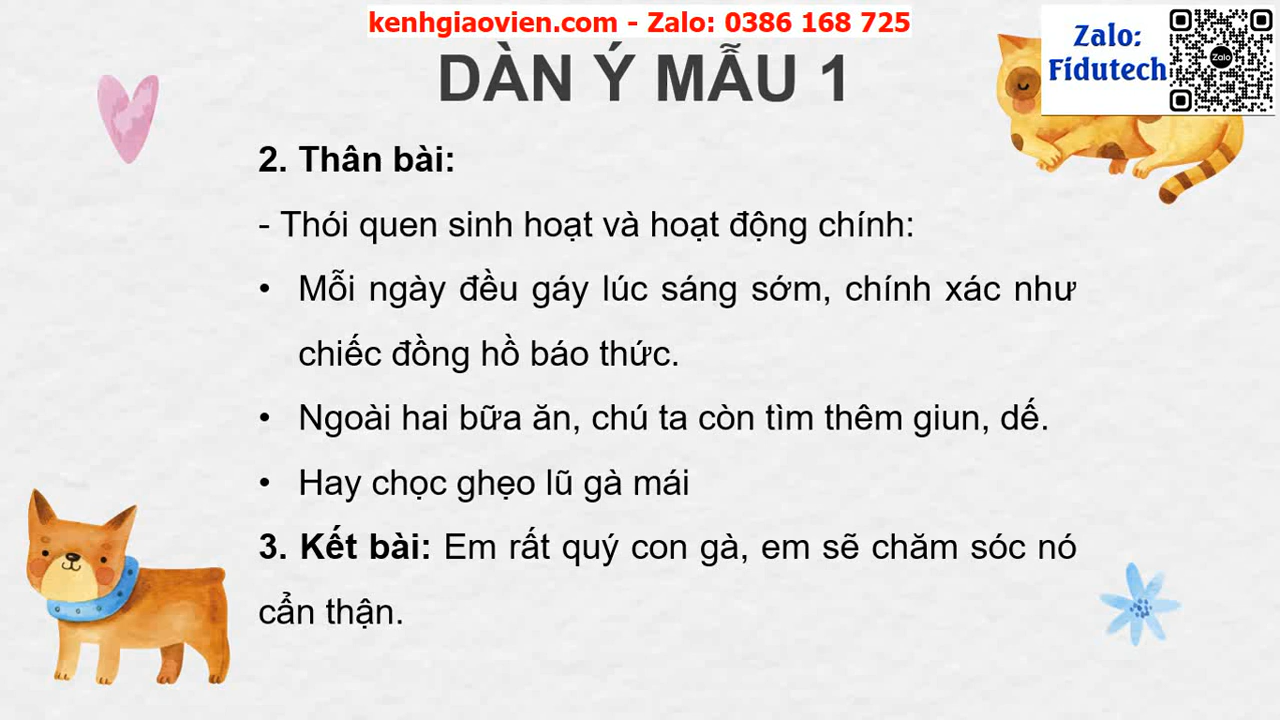 kenhgiaovien.com - Zalo: 0386 168 725
Zalo:
Fidutech
Zalo
DÀN Ý MẪU 1
2. Thân bài:
- Thói quen sinh hoạt và hoạt động chính:
• Mỗi ngày đều gáy lúc sáng sớm, chính xác như
chiếc đồng hồ báo thức.
• Ngoài hai bữa ăn, chú ta còn tìm thêm giun, dế.
• Hay chọc ghẹo lũ gà mái
3. Kết bài: Em rất quý con gà, em sẽ chăm sóc nó
cẩn thận.